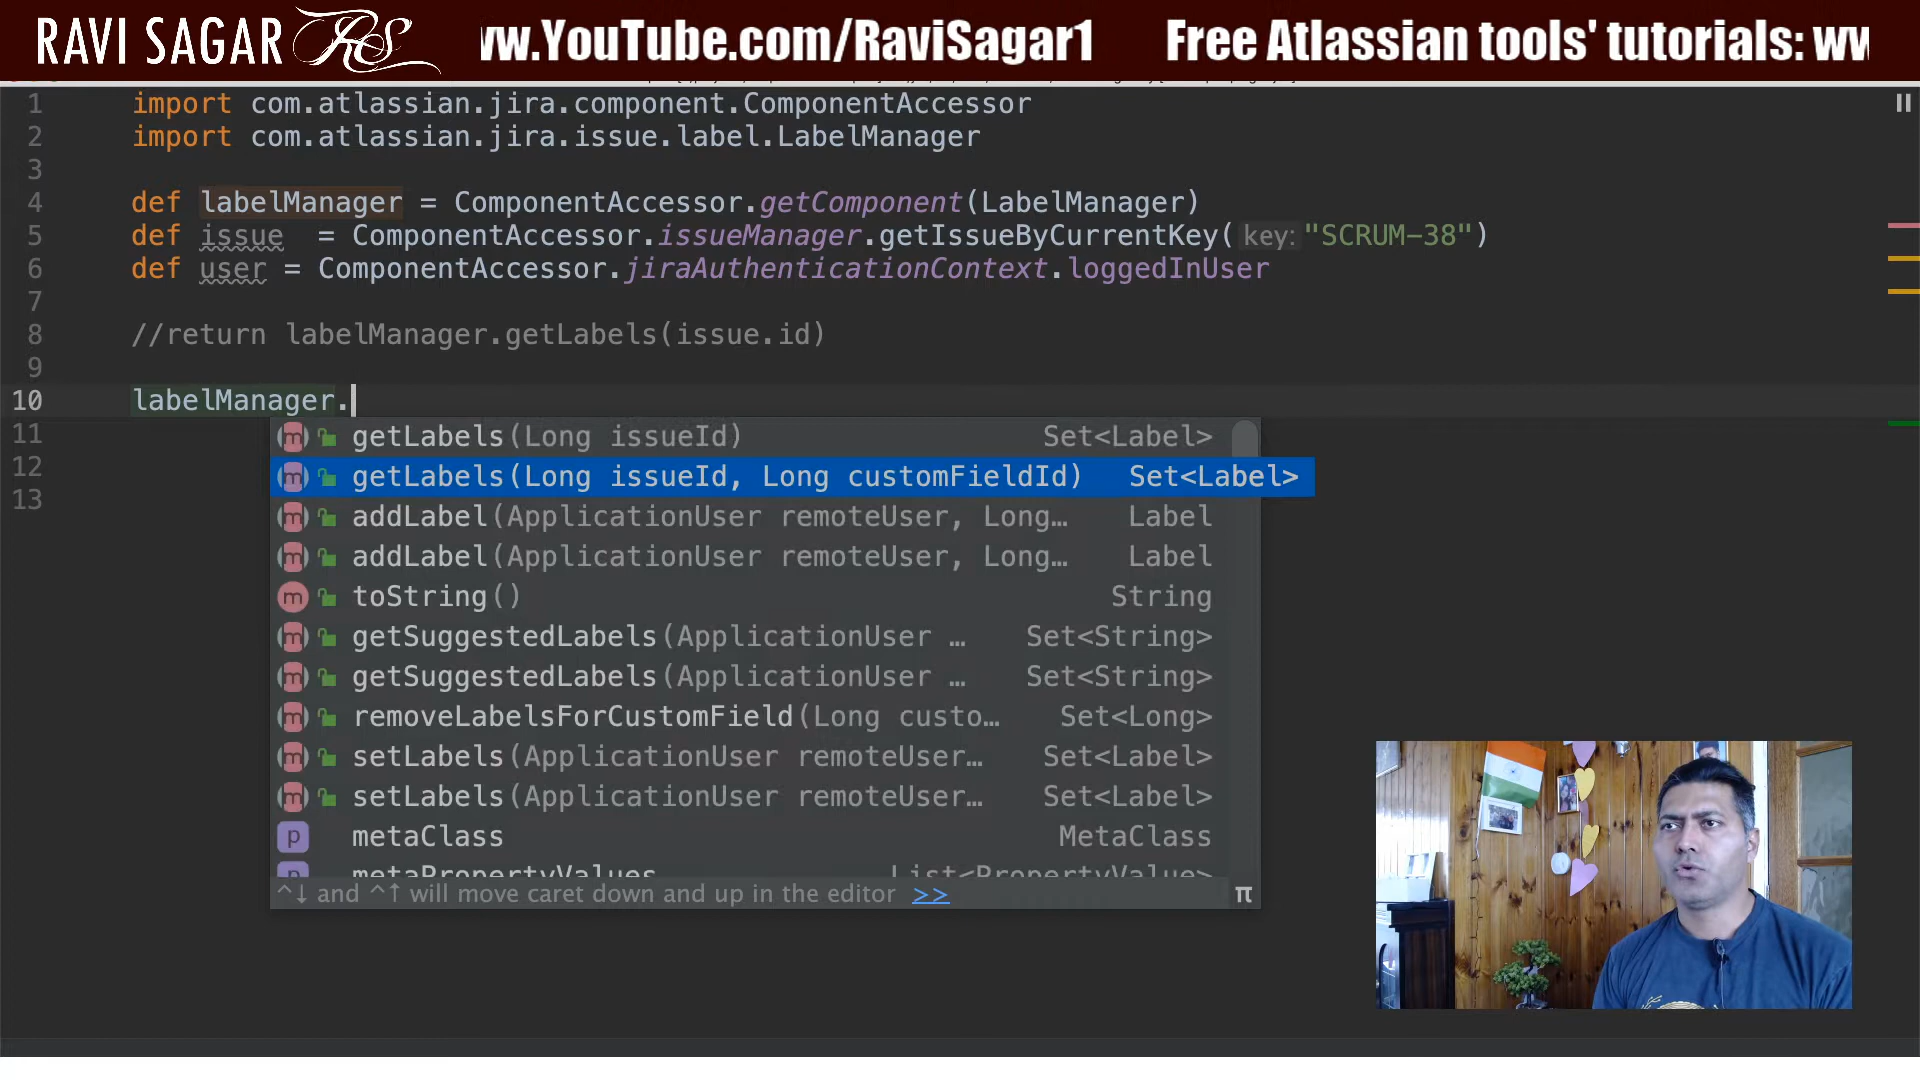 RAVI SAGAR RS
ww.YouTube.com/RaviSagar1 Free Atlassian tools' tutorials: ww
1 import com.atlassian.jira.component.ComponentAccessor
2 import com.atlassian.jira.issue.label.LabelManager
3
4 def labelManager = ComponentAccessor.getComponent(LabelManager)
5 def issue = ComponentAccessor.issueManager.getIssueByCurrentKey( key: "SCRUM-38")
6 def user = ComponentAccessor.jiraAuthenticationContext.loggedInUser
7
8 //return labelManager.getLabels(issue.id)
9
10 labelManager.
11
12
13
m getLabels(Long issueId) Set<Label>
m getLabels(Long issueId, Long customFieldId) Set<Label>
m addLabel(ApplicationUser remoteUser, Long… Label
m addLabel(ApplicationUser remoteUser, Long… Label
m toString() String
m getSuggestedLabels(ApplicationUser … Set<String>
m getSuggestedLabels(ApplicationUser … Set<String>
m removeLabelsForCustomField(Long custo… Set<Long>
m setLabels(ApplicationUser remoteUser… Set<Label>
m setLabels(ApplicationUser remoteUser… Set<Label>
p metaClass MetaClass
p metaPropertyValues List<PropertyValue>
^↓ and ^↑ will move caret down and up in the editor >> π